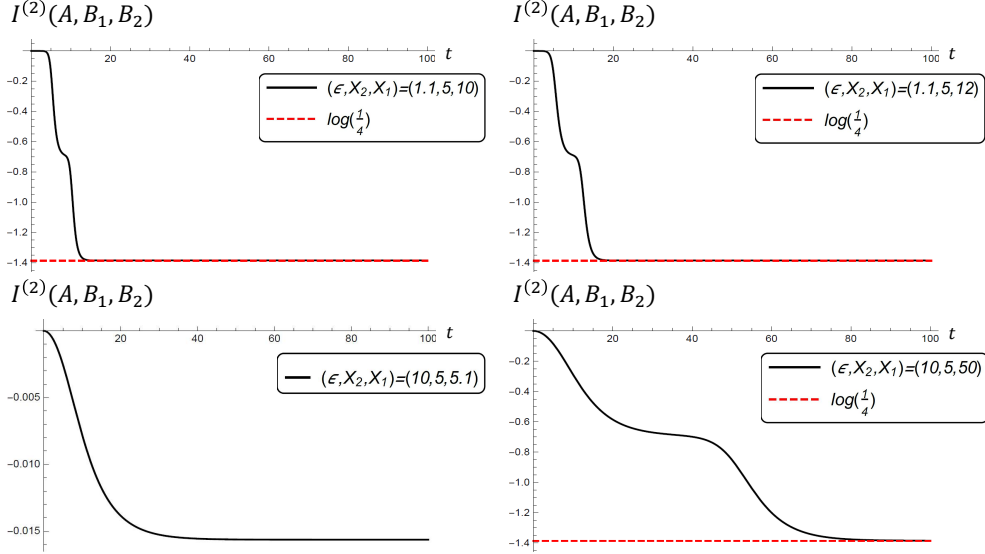 I^{(2)}(A, B_1, B_2)
t
20 40 60 80 100
-0.2
-0.4
-0.6
-0.8
-1.0
-1.2
-1.4
(ϵ,X_2,X_1)=(1.1,5,10)
log(1/4)
I^{(2)}(A, B_1, B_2)
t
20 40 60 80 100
-0.2
-0.4
-0.6
-0.8
-1.0
-1.2
-1.4
(ϵ,X_2,X_1)=(1.1,5,12)
log(1/4)
I^{(2)}(A, B_1, B_2)
t
20 40 60 80 100
-0.005
-0.010
-0.015
(ϵ,X_2,X_1)=(10,5,5.1)
I^{(2)}(A, B_1, B_2)
t
20 40 60 80 100
-0.2
-0.4
-0.6
-0.8
-1.0
-1.2
-1.4
(ϵ,X_2,X_1)=(10,5,50)
log(1/4)